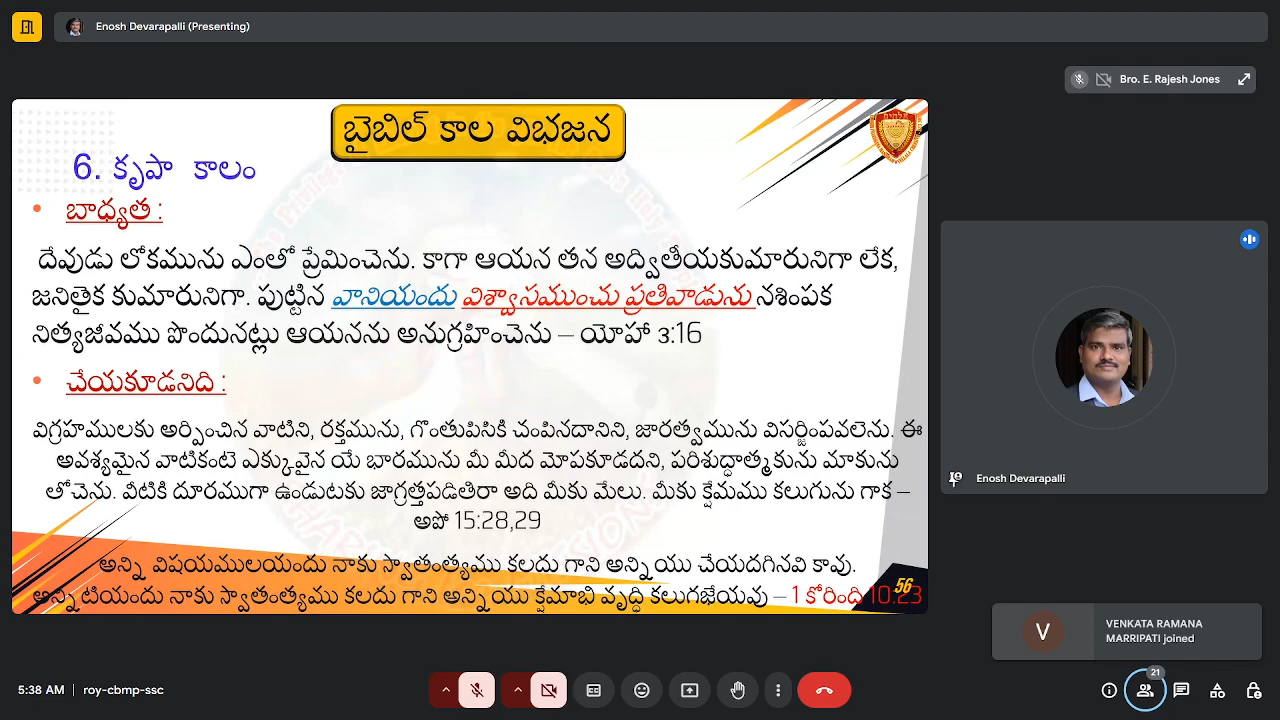 Enosh Devarapalli (Presenting)
Bro. E. Rajesh Jones
బైబిల్ కాల విభజన
6. కృపా కాలం
• బాధ్యత :
దేవుడు లోకమును ఎంతో ప్రేమించెను. కాగా ఆయన తన అద్వితీయకుమారునిగా లేక,
జనితైక కుమారునిగా. పుట్టిన వానియందు విశ్వాసముంచు ప్రతివాడును నశింపక
నిత్యజీవము పొందునట్లు ఆయనను అనుగ్రహించెను – యోహా 3:16
• చేయకూడనిది :
విగ్రహములకు అర్పించిన వాటిని, రక్తమును, గొంతుపిసికి చంపినదానిని, జారత్వమును విసర్జింపవలెను. ఈ
అవశ్యమైన వాటికంటె ఎక్కువైన యే భారమును మీ మీద మోపకూడదని, పరిశుద్ధాత్మకును మాకును
తోచెను. వీటికి దూరముగా ఉండుటకు జాగ్రత్తపడితిరా అది మీకు మేలు. మీకు క్షేమము కలుగును గాక –
అపో 15:28,29
అన్ని విషయములయందు నాకు స్వాతంత్యము కలదు గాని అన్నియు చేయదగినవి కావు.
అన్నిటియందు నాకు స్వాతంత్యము కలదు గాని అన్నియు క్షేమాభి వృద్ధి కలుగజేయవు – 1 కోరింది 10:23
56
Enosh Devarapalli
V
VENKATA RAMANA
MARRIPATI joined
5:38 AM | roy-cbmp-ssc
21